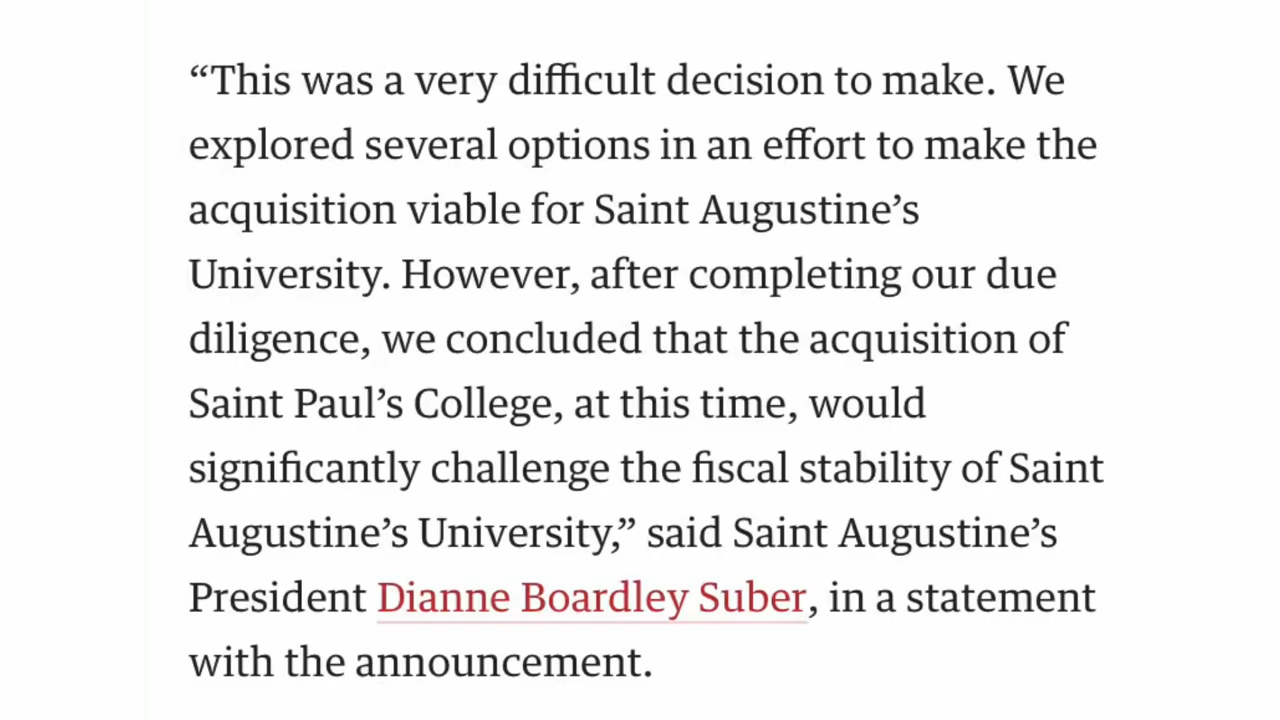 “This was a very difficult decision to make. We
explored several options in an effort to make the
acquisition viable for Saint Augustine’s
University. However, after completing our due
diligence, we concluded that the acquisition of
Saint Paul’s College, at this time, would
significantly challenge the fiscal stability of Saint
Augustine’s University,” said Saint Augustine’s
President Dianne Boardley Suber, in a statement
with the announcement.